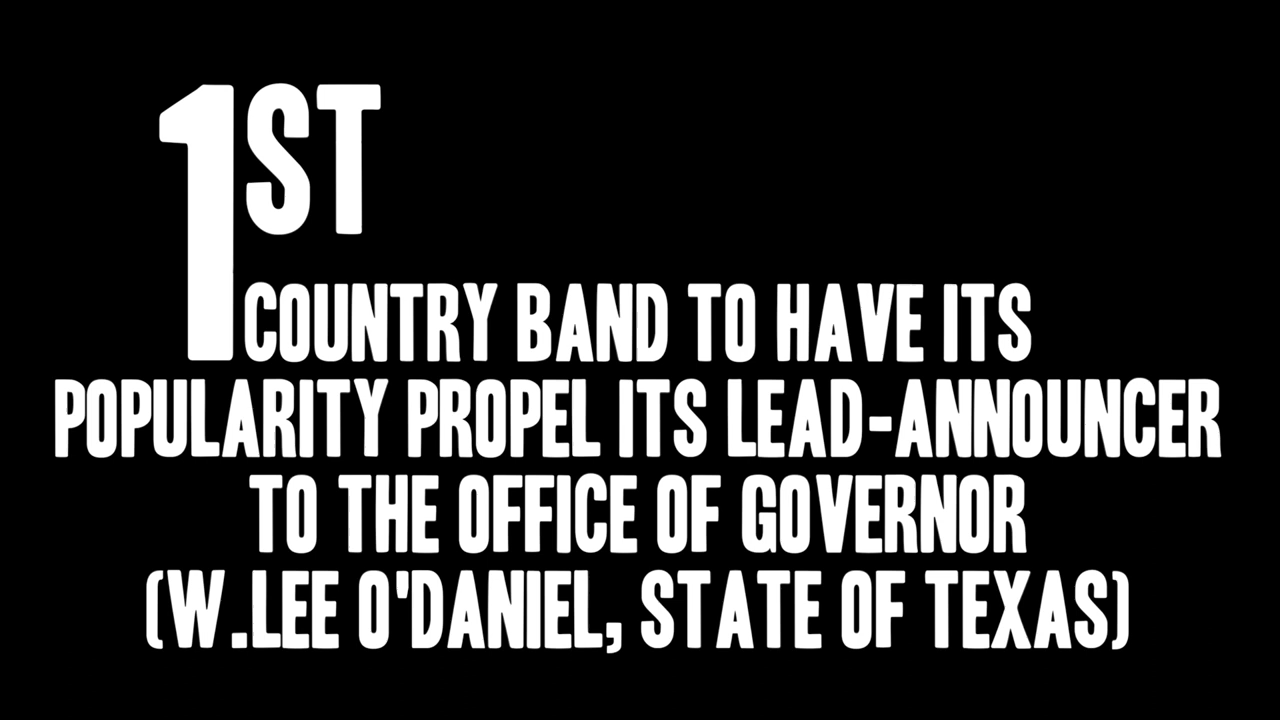 1ST
COUNTRY BAND TO HAVE ITS
POPULARITY PROPEL ITS LEAD-ANNOUNCER
TO THE OFFICE OF GOVERNOR
(W.LEE O'DANIEL, STATE OF TEXAS)